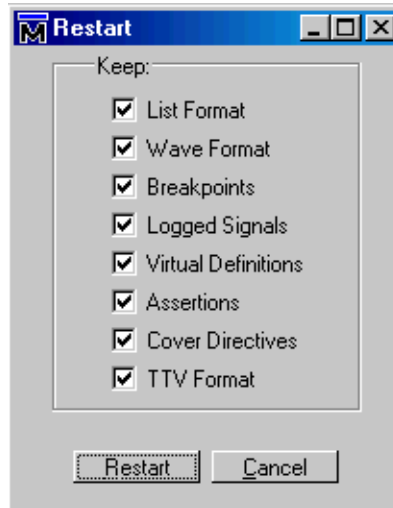 Restart
Keep:
List Format
Wave Format
Breakpoints
Logged Signals
Virtual Definitions
Assertions
Cover Directives
TTV Format
Restart Cancel